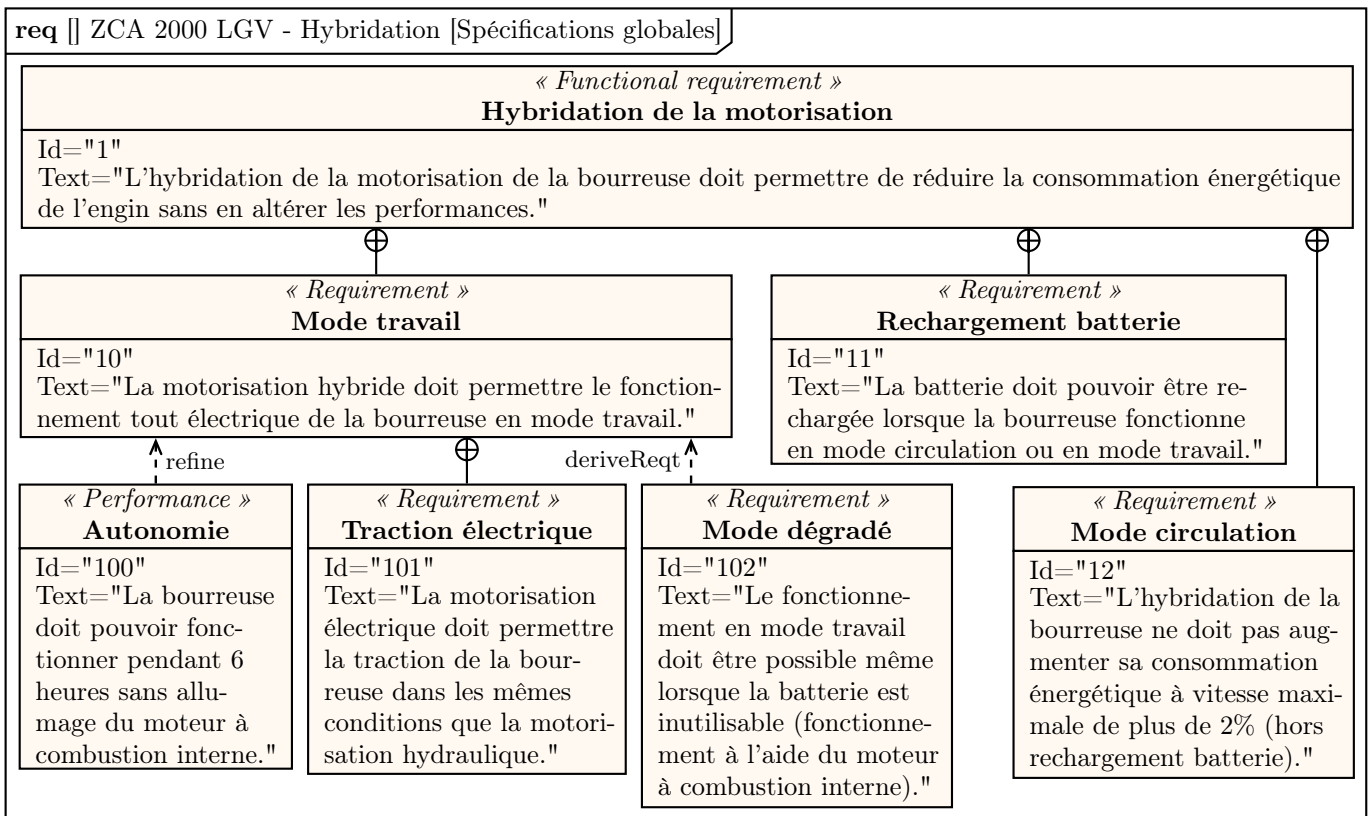 req [] ZCA 2000 LGV - Hybridation [Spécifications globales]
« Functional requirement »
Hybridation de la motorisation
Id="1"
Text="L'hybridation de la motorisation de la bourreuse doit permettre de réduire la consommation énergétique
de l'engin sans en altérer les performances."
« Requirement »
Mode travail
Id="10"
Text="La motorisation hybride doit permettre le fonction-
nement tout électrique de la bourreuse en mode travail."
« Requirement »
Rechargement batterie
Id="11"
Text="La batterie doit pouvoir être re-
chargée lorsque la bourreuse fonctionne
en mode circulation ou en mode travail."
refine
deriveReqt
« Performance »
Autonomie
Id="100"
Text="La bourreuse
doit pouvoir fonc-
tionner pendant 6
heures sans allu-
mage du moteur à
combustion interne."
« Requirement »
Traction électrique
Id="101"
Text="La motorisation
électrique doit permettre
la traction de la bour-
reuse dans les mêmes
conditions que la motori-
sation hydraulique."
« Requirement »
Mode dégradé
Id="102"
Text="Le fonctionne-
ment en mode travail
doit être possible même
lorsque la batterie est
inutilisable (fonctionne-
ment à l'aide du moteur
à combustion interne)."
« Requirement »
Mode circulation
Id="12"
Text="L'hybridation de la
bourreuse ne doit pas aug-
menter sa consommation
énergétique à vitesse maxi-
male de plus de 2% (hors
rechargement batterie)."